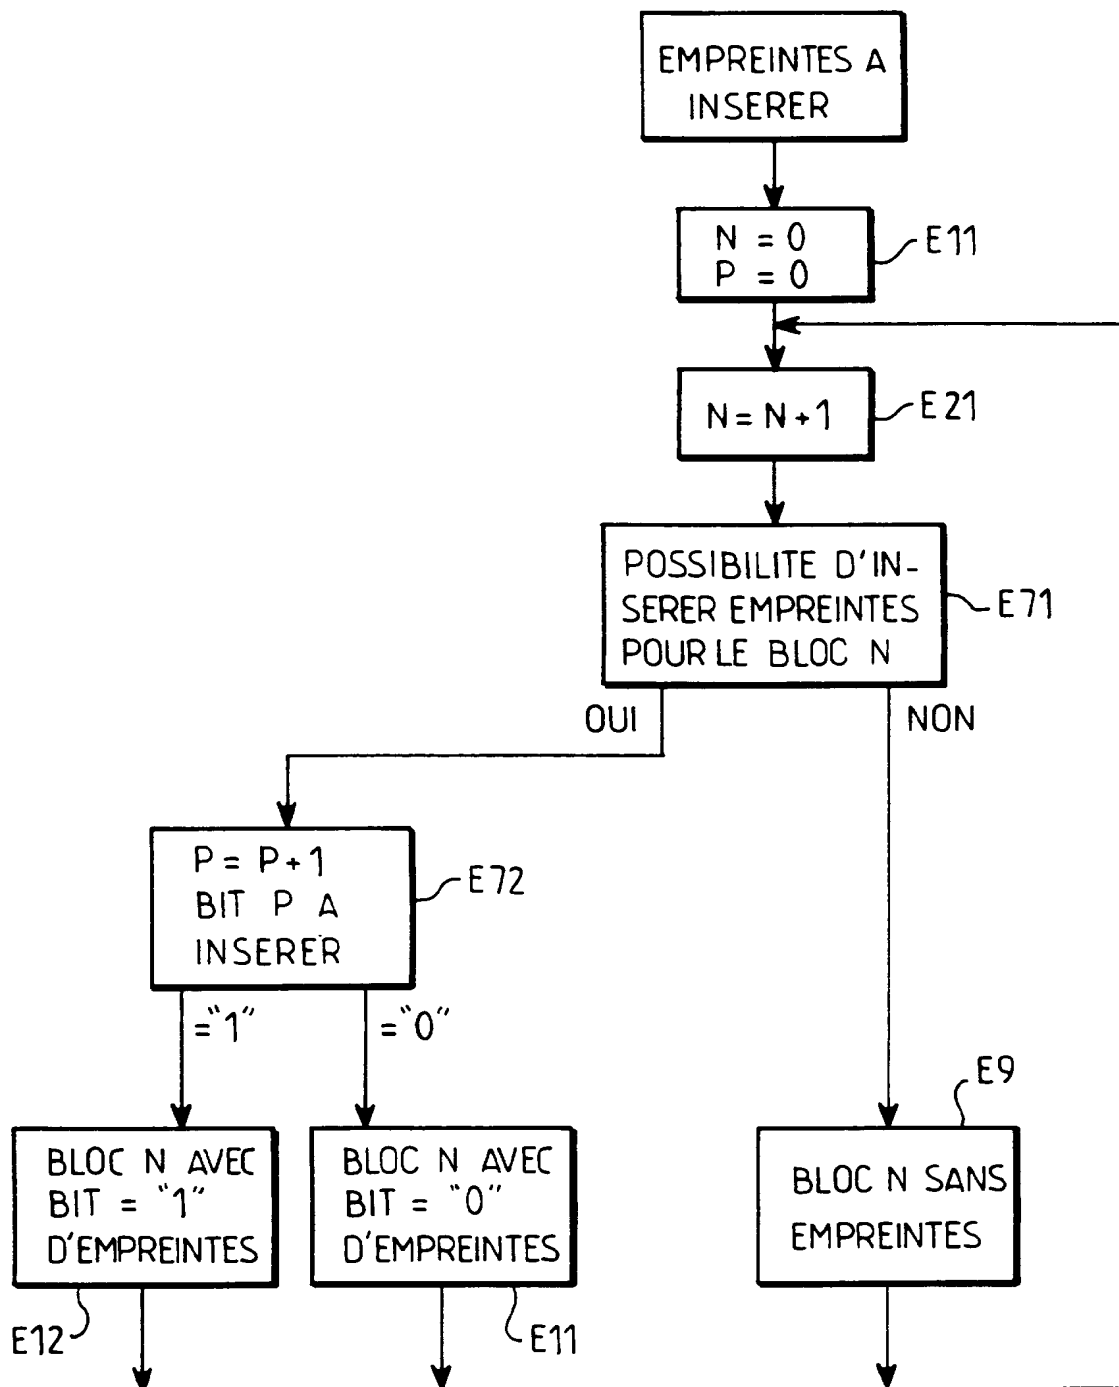 EMPREINTES A
INSERER
N = 0
P = 0
E11
N = N + 1
E21
POSSIBILITE D'IN-
SERER EMPREINTES
POUR LE BLOC N
E71
OUI
NON
P = P + 1
BIT P A
INSERER
E72
="1"
="0"
E9
BLOC N AVEC
BIT = "1"
D'EMPREINTES
BLOC N AVEC
BIT = "0"
D'EMPREINTES
BLOC N SANS
EMPREINTES
E12
E11